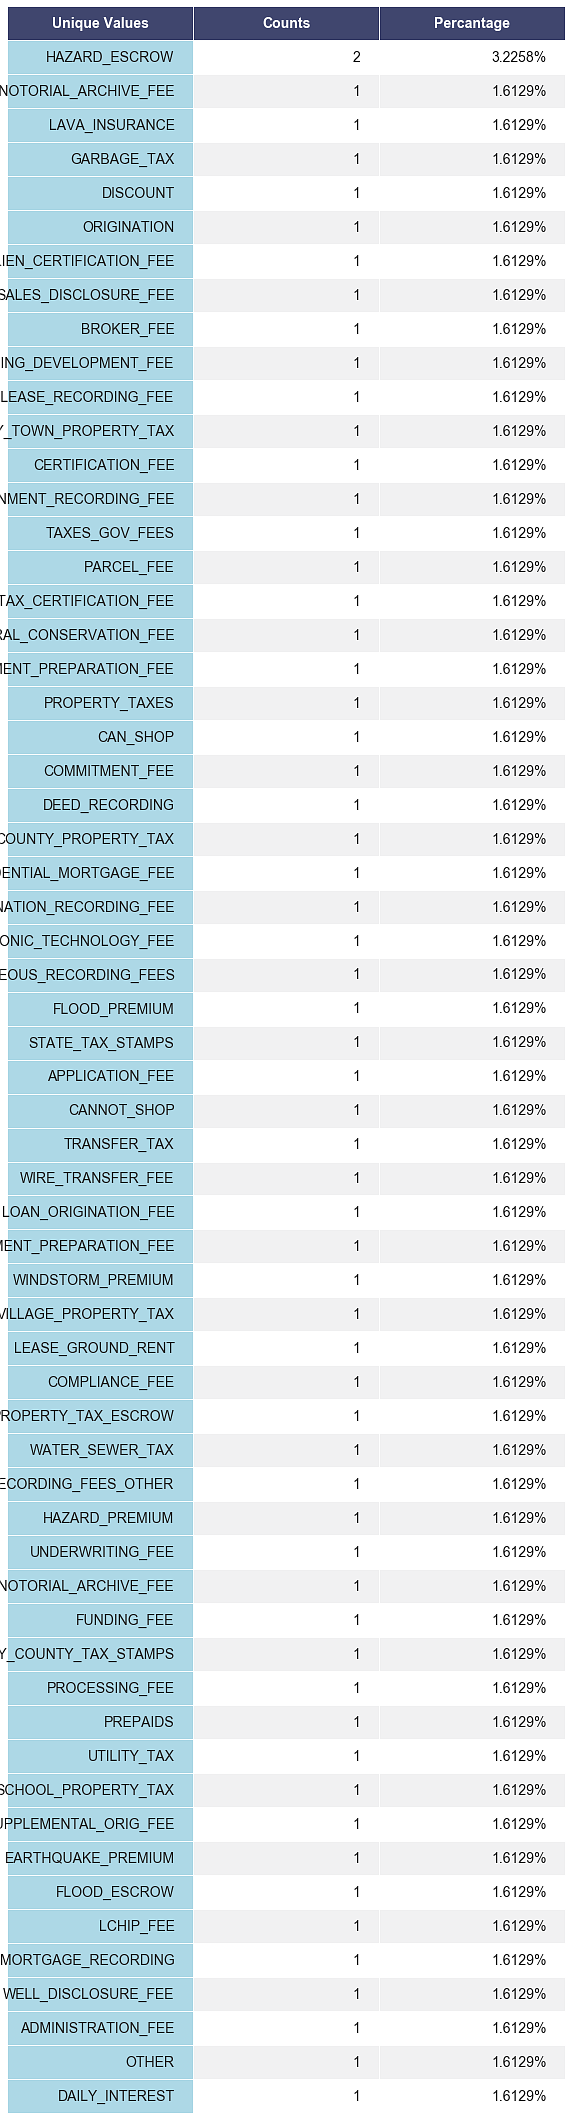 Unique Values Counts Percantage
HAZARD_ESCROW 2 3.2258%
NOTORIAL_ARCHIVE_FEE 1 1.6129%
LAVA_INSURANCE 1 1.6129%
GARBAGE_TAX 1 1.6129%
DISCOUNT 1 1.6129%
ORIGINATION 1 1.6129%
IEN_CERTIFICATION_FEE 1 1.6129%
SALES_DISCLOSURE_FEE 1 1.6129%
BROKER_FEE 1 1.6129%
ING_DEVELOPMENT_FEE 1 1.6129%
LEASE_RECORDING_FEE 1 1.6129%
Y_TOWN_PROPERTY_TAX 1 1.6129%
CERTIFICATION_FEE 1 1.6129%
NMENT_RECORDING_FEE 1 1.6129%
TAXES_GOV_FEES 1 1.6129%
PARCEL_FEE 1 1.6129%
TAX_CERTIFICATION_FEE 1 1.6129%
RAL_CONSERVATION_FEE 1 1.6129%
MENT_PREPARATION_FEE 1 1.6129%
PROPERTY_TAXES 1 1.6129%
CAN_SHOP 1 1.6129%
COMMITMENT_FEE 1 1.6129%
DEED_RECORDING 1 1.6129%
COUNTY_PROPERTY_TAX 1 1.6129%
DENTIAL_MORTGAGE_FEE 1 1.6129%
NATION_RECORDING_FEE 1 1.6129%
ONIC_TECHNOLOGY_FEE 1 1.6129%
EOUS_RECORDING_FEES 1 1.6129%
FLOOD_PREMIUM 1 1.6129%
STATE_TAX_STAMPS 1 1.6129%
APPLICATION_FEE 1 1.6129%
CANNOT_SHOP 1 1.6129%
TRANSFER_TAX 1 1.6129%
WIRE_TRANSFER_FEE 1 1.6129%
LOAN_ORIGINATION_FEE 1 1.6129%
MENT_PREPARATION_FEE 1 1.6129%
WINDSTORM_PREMIUM 1 1.6129%
VILLAGE_PROPERTY_TAX 1 1.6129%
LEASE_GROUND_RENT 1 1.6129%
COMPLIANCE_FEE 1 1.6129%
PROPERTY_TAX_ESCROW 1 1.6129%
WATER_SEWER_TAX 1 1.6129%
ECORDING_FEES_OTHER 1 1.6129%
HAZARD_PREMIUM 1 1.6129%
UNDERWRITING_FEE 1 1.6129%
NOTORIAL_ARCHIVE_FEE 1 1.6129%
FUNDING_FEE 1 1.6129%
Y_COUNTY_TAX_STAMPS 1 1.6129%
PROCESSING_FEE 1 1.6129%
PREPAIDS 1 1.6129%
UTILITY_TAX 1 1.6129%
SCHOOL_PROPERTY_TAX 1 1.6129%
UPPLEMENTAL_ORIG_FEE 1 1.6129%
EARTHQUAKE_PREMIUM 1 1.6129%
FLOOD_ESCROW 1 1.6129%
LCHIP_FEE 1 1.6129%
MORTGAGE_RECORDING 1 1.6129%
WELL_DISCLOSURE_FEE 1 1.6129%
ADMINISTRATION_FEE 1 1.6129%
OTHER 1 1.6129%
DAILY_INTEREST 1 1.6129%